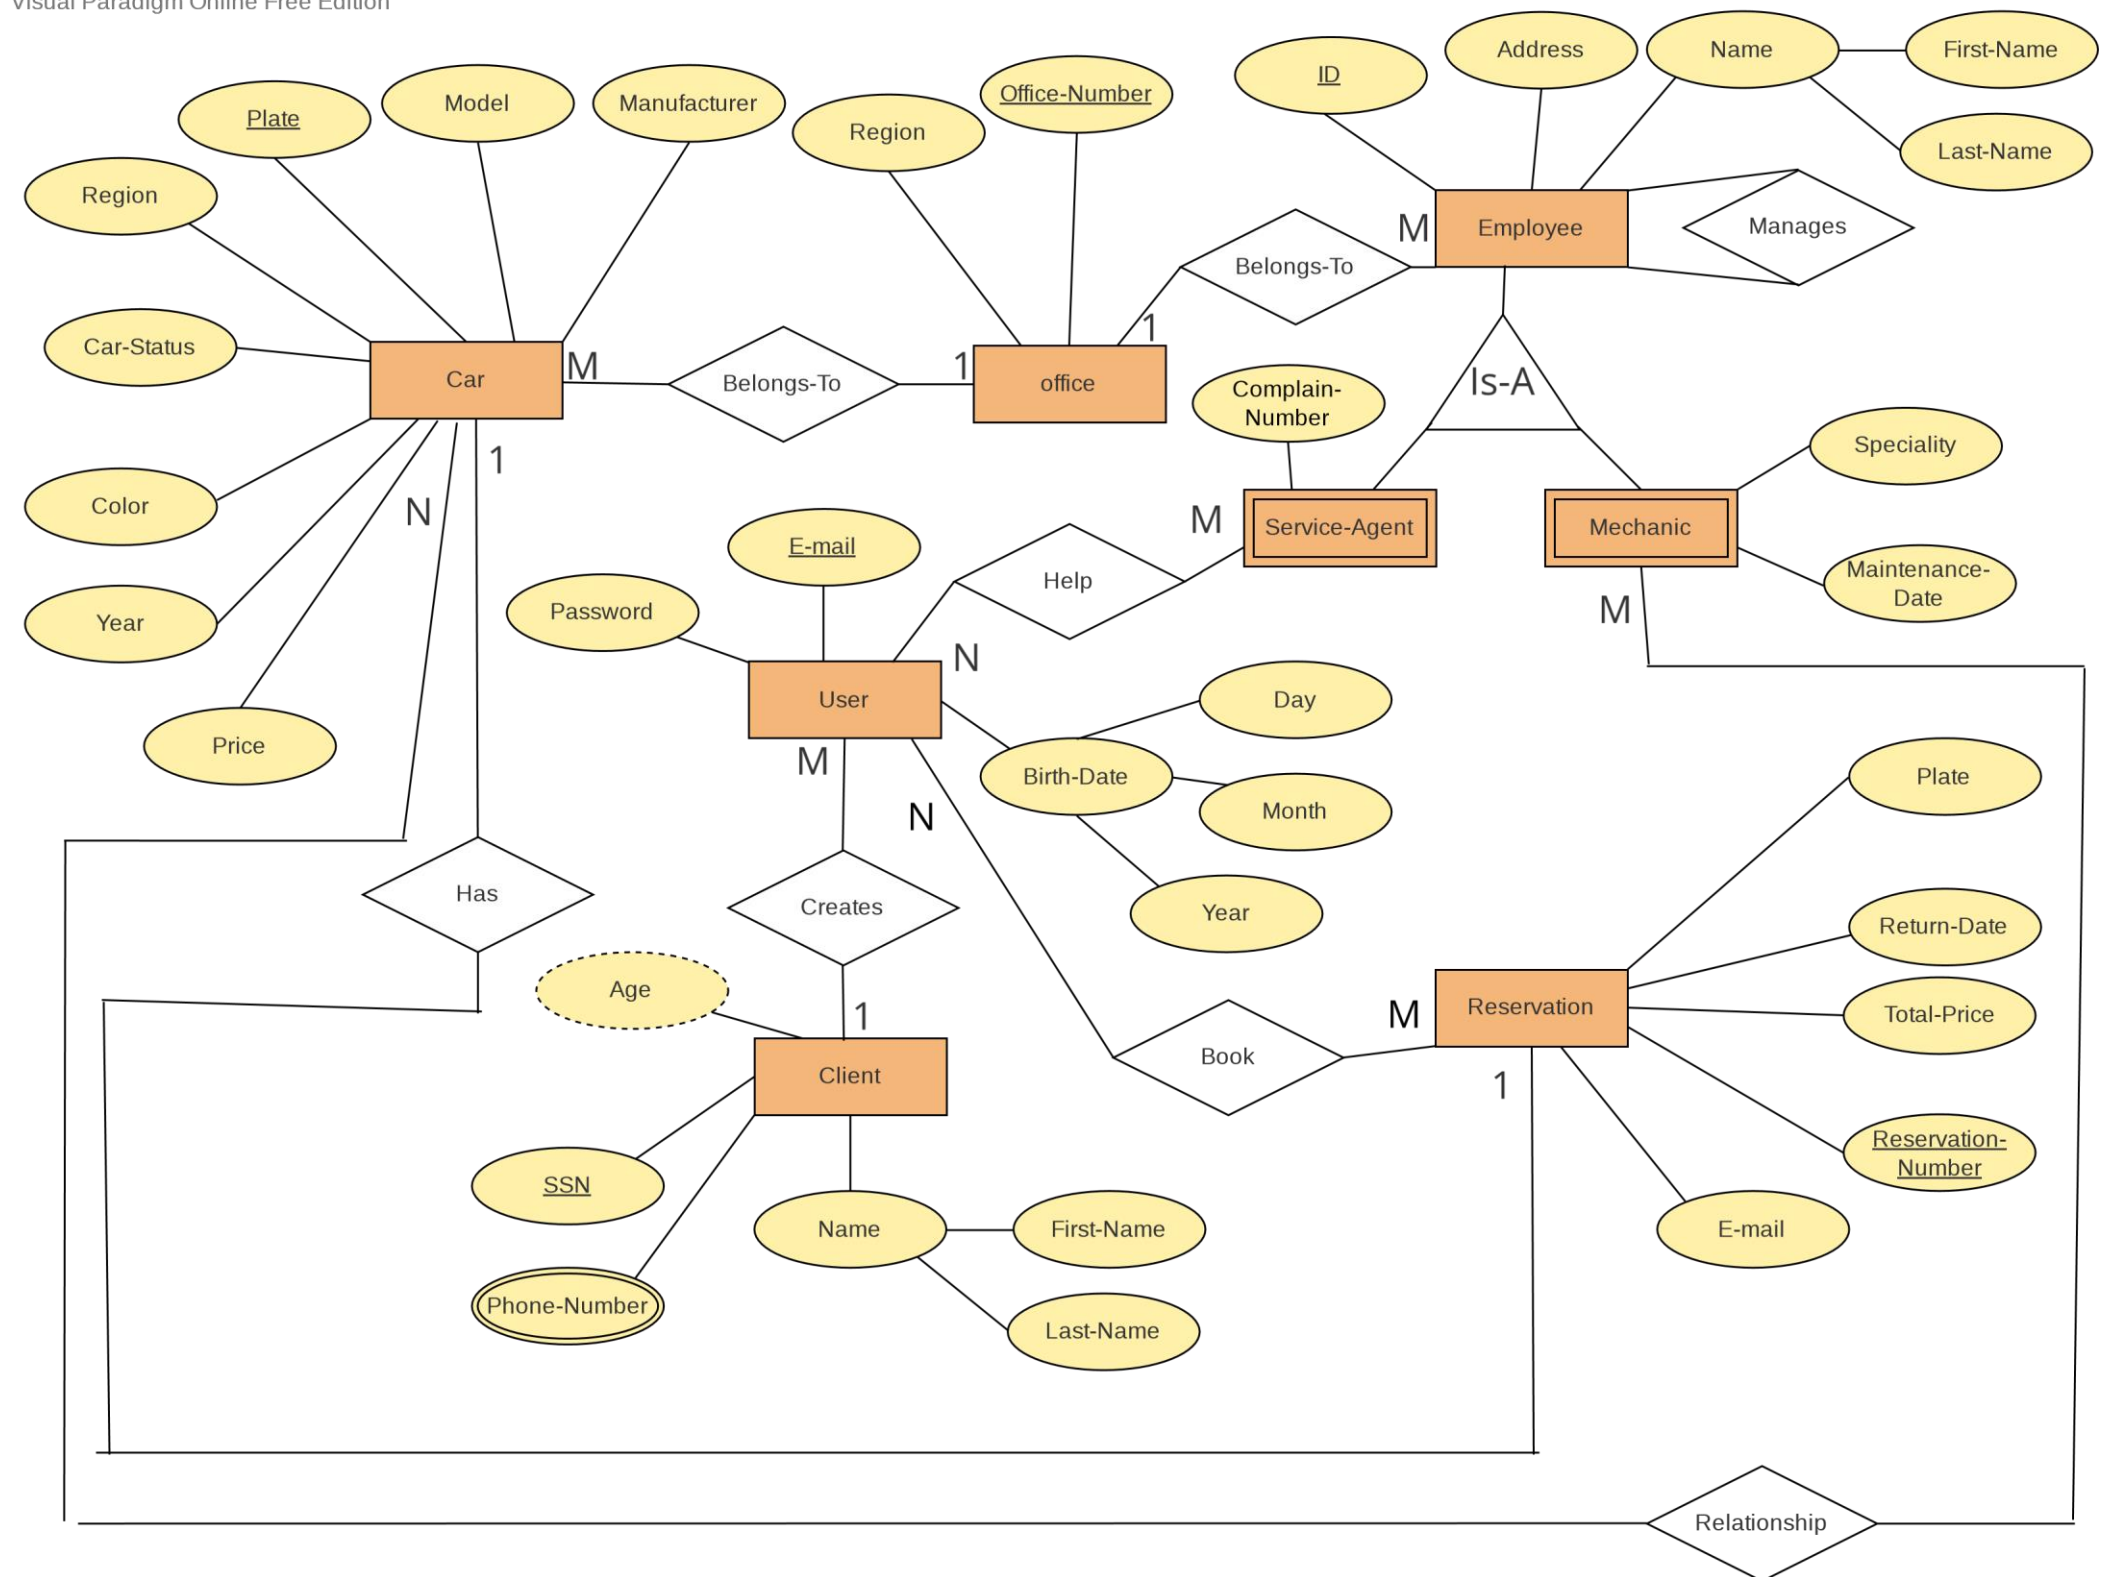 Visual Paradigm Online Free Edition
ID
Address
Name
First-Name
Plate
Model
Manufacturer
Region
Office-Number
Last-Name
Region
M
Employee
Manages
Belongs-To
1
Car-Status
Car
M
Belongs-To
1
office
Is-A
Complain-
Number
Speciality
1
Color
N
M
Service-Agent
Mechanic
E-mail
Help
Maintenance-
Date
Year
Password
M
N
User
Day
Price
M
Birth-Date
Plate
N
Month
Has
Creates
Year
Return-Date
Age
1
M
Reservation
Total-Price
Book
Client
1
Reservation-
Number
SSN
Name
First-Name
E-mail
Phone-Number
Last-Name
Relationship